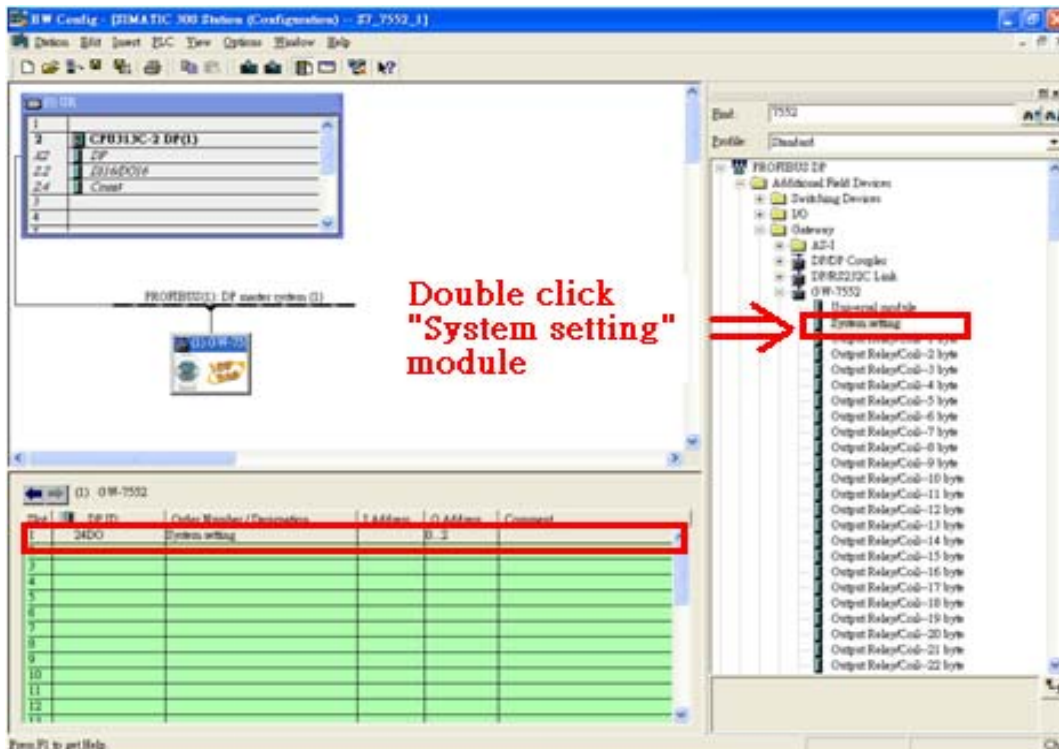 HW Config - [SIMATIC 300 Station (Configuration) -- S7_7552_1]
Station Edit Insert PLC View Options Window Help
(0) UR
1
2 CPU313C-2 DP(1)
X2 DP
2.2 DI16/DO16
2.4 Count
3
4
PROFIBUS(1): DP master system (1)
(1) GW-75
Double click
"System setting"
module
Find: 7552
Profile: Standard
PROFIBUS DP
Additional Field Devices
Switching Devices
I/O
Gateway
AS-I
DP/DP Coupler
DP/RS232C Link
GW-7552
Universal module
System setting
Output Relay/Coil--1 byte
Output Relay/Coil--2 byte
Output Relay/Coil--3 byte
Output Relay/Coil--4 byte
Output Relay/Coil--5 byte
Output Relay/Coil--6 byte
Output Relay/Coil--7 byte
Output Relay/Coil--8 byte
Output Relay/Coil--9 byte
Output Relay/Coil--10 byte
Output Relay/Coil--11 byte
Output Relay/Coil--12 byte
Output Relay/Coil--13 byte
Output Relay/Coil--14 byte
Output Relay/Coil--15 byte
Output Relay/Coil--16 byte
Output Relay/Coil--17 byte
Output Relay/Coil--18 byte
Output Relay/Coil--19 byte
Output Relay/Coil--20 byte
Output Relay/Coil--21 byte
Output Relay/Coil--22 byte
(1) GW-7552
Slot DP ID Order Number / Designation I Address Q Address Comment
1 24DO System setting 0...2
3
4
5
6
7
8
9
10
11
12
Press F1 to get Help.